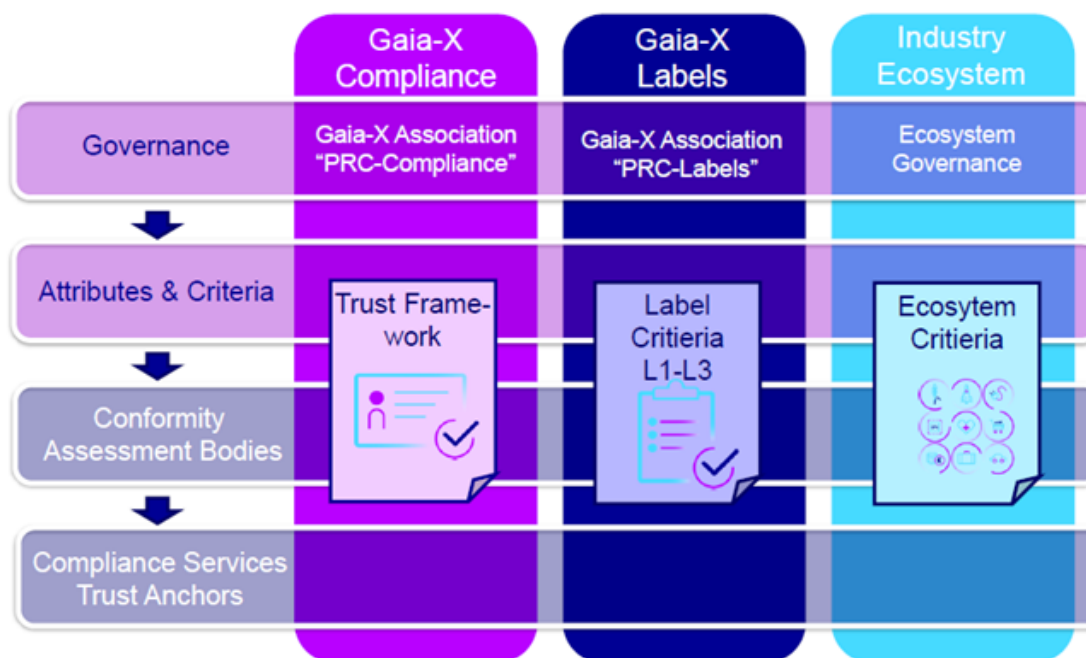 Gaia-X
Compliance
Gaia-X
Labels
Industry
Ecosystem
Governance
Gaia-X Association
“PRC-Compliance”
Gaia-X Association
“PRC-Labels”
Ecosystem
Governance
Attributes & Criteria
Trust Frame-
work
Label
Critieria
L1-L3
Ecosytem
Critieria
Conformity
Assessment Bodies
Compliance Services
Trust Anchors